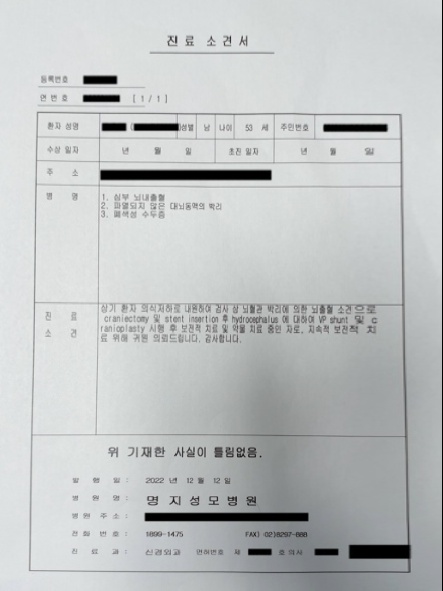 진 료 소 견 서
등록번호
연 번 호 [ 1 / 1 ]
환자 성명 성별 남 나이 53 세 주민번호
수상 일자 년 월 일 초진 일자 년 월 일
주 소
병 명 1. 심부 뇌내출혈
2. 파열되지 않은 대뇌동맥의 박리
3. 폐색성 수두증
진 료 소 견 상기 환자 의식저하로 내원하여 검사 상 뇌혈관 박리에 의한 뇌출혈 소견으로
craniectomy 및 stent insertion 후 hydrocephalus 에 대하여 VP shunt 및 c
ranioplasty 시행 후 보전적 치료 및 약물 치료 중인 자로, 지속적 보전적 치
료 위해 귀원 의뢰드립니다. 감사합니다.
위 기재한 사실이 틀림없음.
발 행 일 : 2022 년 12 월 12 일
병 원 명 : 명지성모병원
병원 주소 :
전화 번호 : 1899-1475 FAX) (02)8297-888
진 료 과 : 신경외과 면허번호 제 호 의사